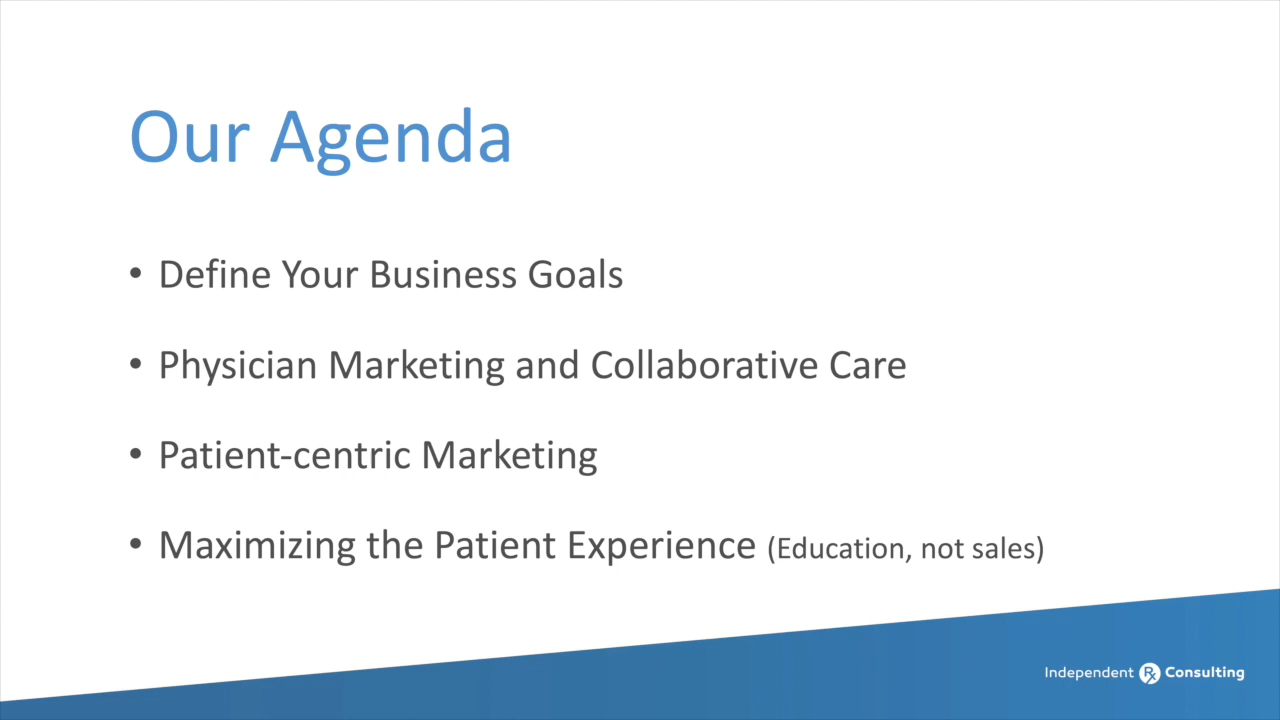 Our Agenda
• Define Your Business Goals
• Physician Marketing and Collaborative Care
• Patient-centric Marketing
• Maximizing the Patient Experience (Education, not sales)
Independent Rx Consulting